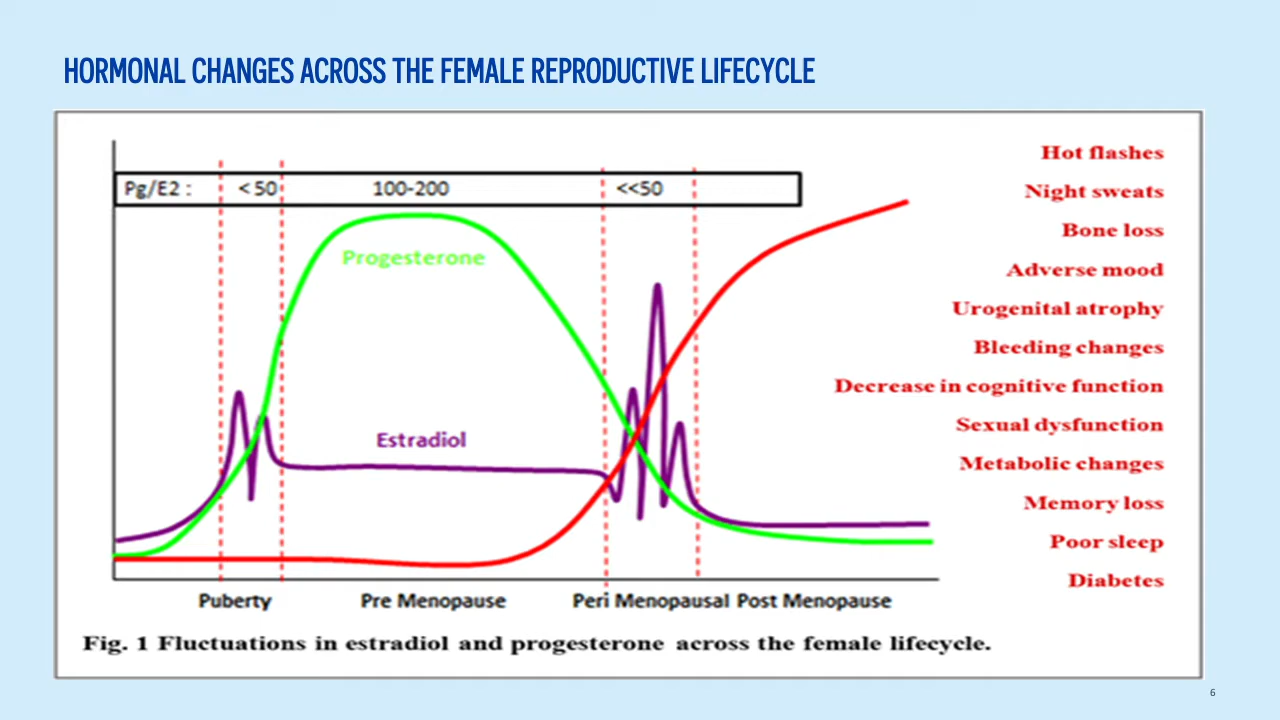 HORMONAL CHANGES ACROSS THE FEMALE REPRODUCTIVE LIFECYCLE
Pg/E2 : < 50 100-200 <<50
Progesterone
Estradiol
Hot flashes
Night sweats
Bone loss
Adverse mood
Urogenital atrophy
Bleeding changes
Decrease in cognitive function
Sexual dysfunction
Metabolic changes
Memory loss
Poor sleep
Diabetes
Puberty Pre Menopause Peri Menopausal Post Menopause
Fig. 1 Fluctuations in estradiol and progesterone across the female lifecycle.
6